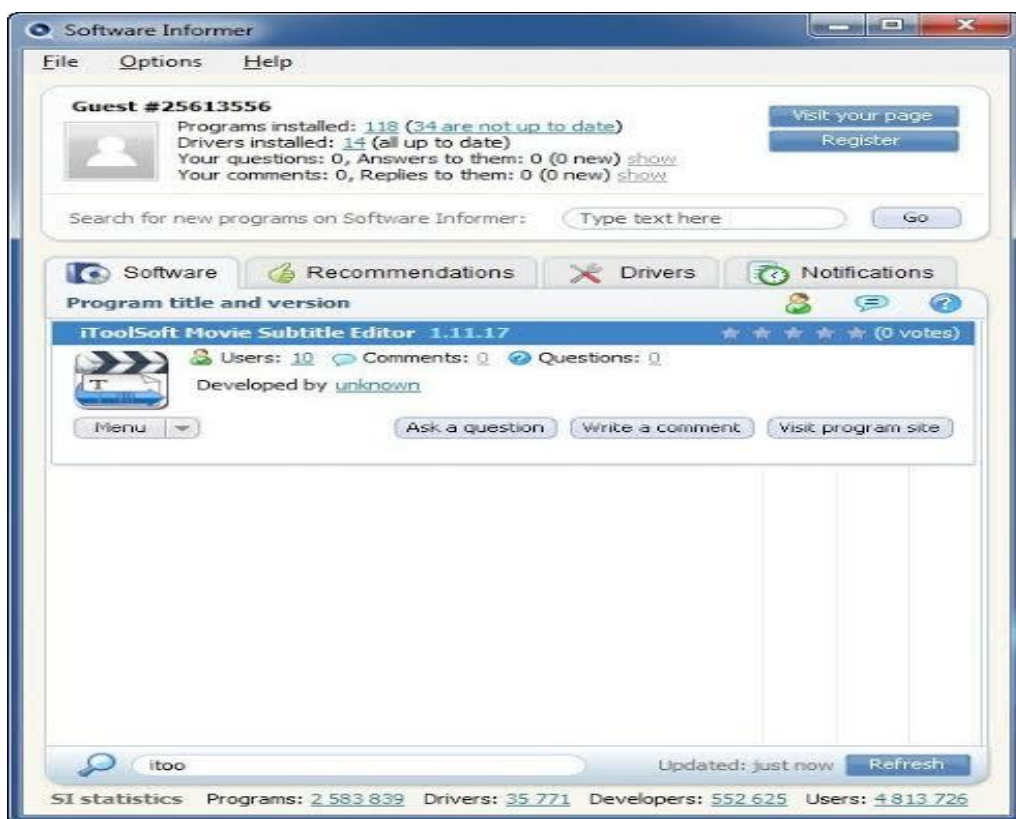 Software Informer
File Options Help
Guest #25613556
Programs installed: 118 (34 are not up to date)
Drivers installed: 14 (all up to date)
Your questions: 0, Answers to them: 0 (0 new) show
Your comments: 0, Replies to them: 0 (0 new) show
Visit your page
Register
Search for new programs on Software Informer: Type text here Go
Software Recommendations Drivers Notifications
Program title and version
iToolSoft Movie Subtitle Editor 1.11.17 (0 votes)
Users: 10 Comments: 0 Questions: 0
T
Developed by unknown
Menu Ask a question Write a comment Visit program site
itoo Updated: just now Refresh
SI statistics Programs: 2 583 839 Drivers: 35 771 Developers: 552 625 Users: 4 813 726